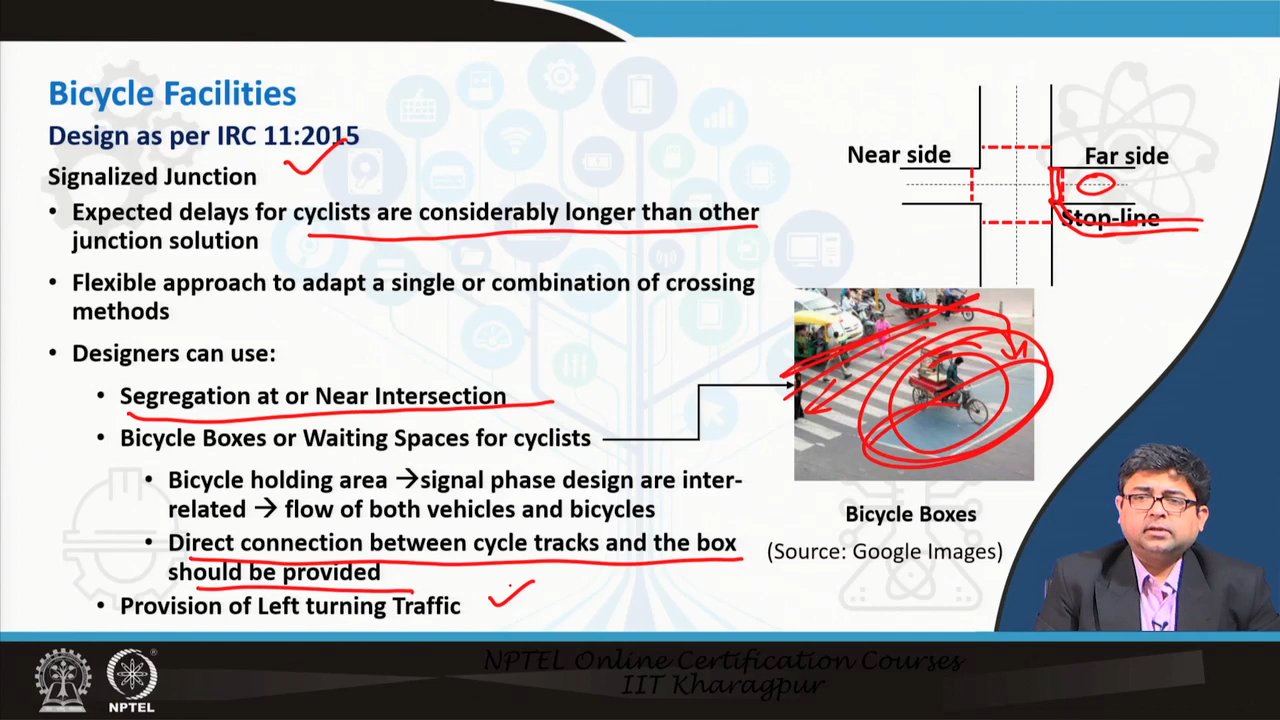 Bicycle Facilities
Design as per IRC 11:2015
Signalized Junction
• Expected delays for cyclists are considerably longer than other
junction solution
• Flexible approach to adapt a single or combination of crossing
methods
• Designers can use:
• Segregation at or Near Intersection
• Bicycle Boxes or Waiting Spaces for cyclists
• Bicycle holding area →signal phase design are inter-
related → flow of both vehicles and bicycles
• Direct connection between cycle tracks and the box
should be provided
• Provision of Left turning Traffic
Near side
Far side
Stop-line
Bicycle Boxes
(Source: Google Images)
NPTEL
NPTEL Online Certification Courses
IIT Kharagpur